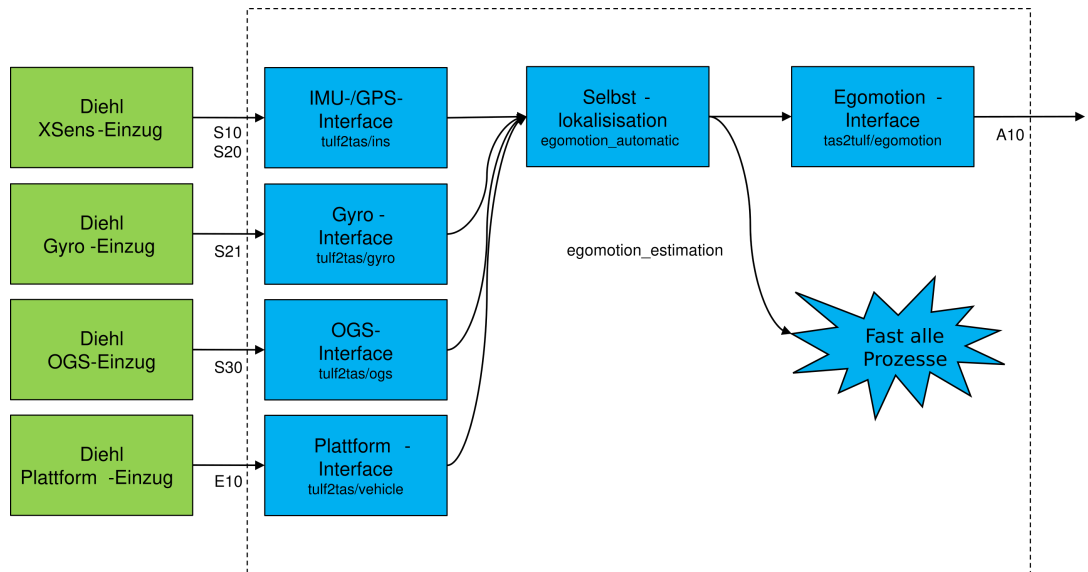 Diehl
XSens-Einzug
S10
S20
IMU-/GPS-
Interface
tulf2tas/ins
Selbst -
lokalisisation
egomotion_automatic
Egomotion -
Interface
tas2tulf/egomotion
A10
Diehl
Gyro -Einzug
S21
Gyro -
Interface
tulf2tas/gyro
egomotion_estimation
Diehl
OGS-Einzug
S30
OGS-
Interface
tulf2tas/ogs
Fast alle
Prozesse
Diehl
Plattform -Einzug
E10
Plattform -
Interface
tulf2tas/vehicle